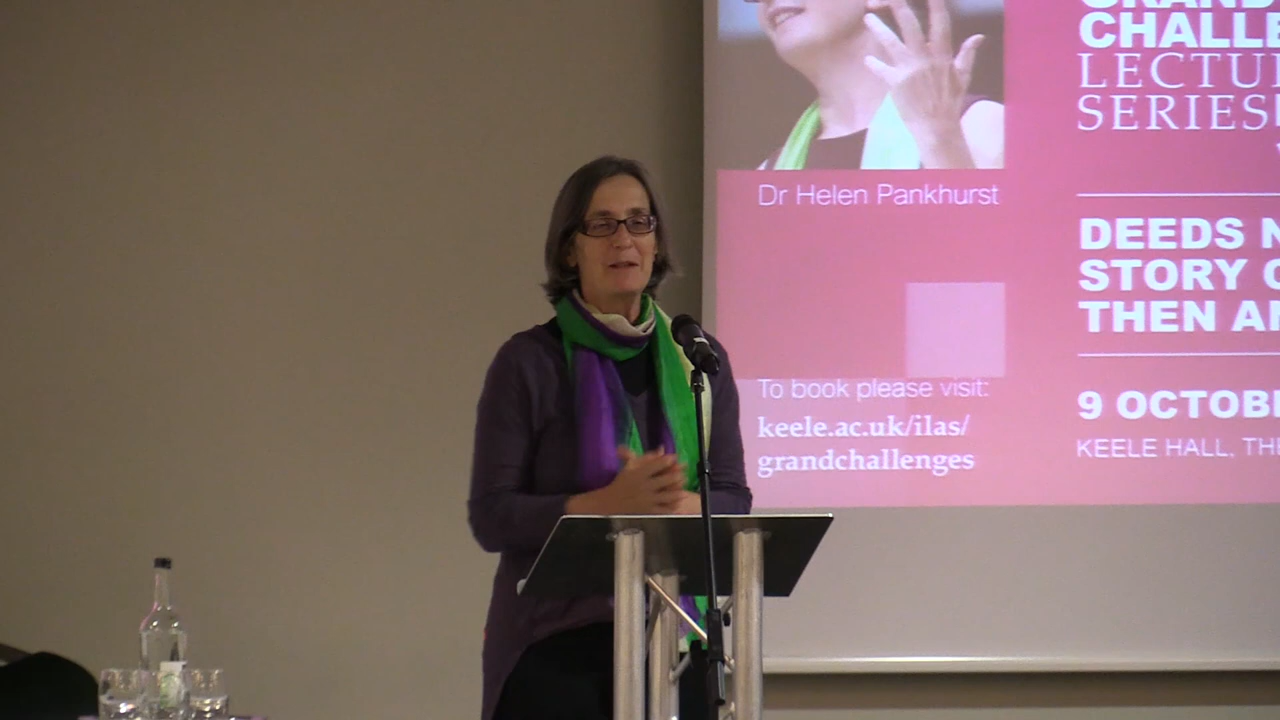 CHALLE
LECTU
SERIES
Dr Helen Pankhurst
DEEDS N
STORY O
THEN AN
To book please visit:
keele.ac.uk/ilas/
grandchallenges
9 OCTOB
KEELE HALL, THE